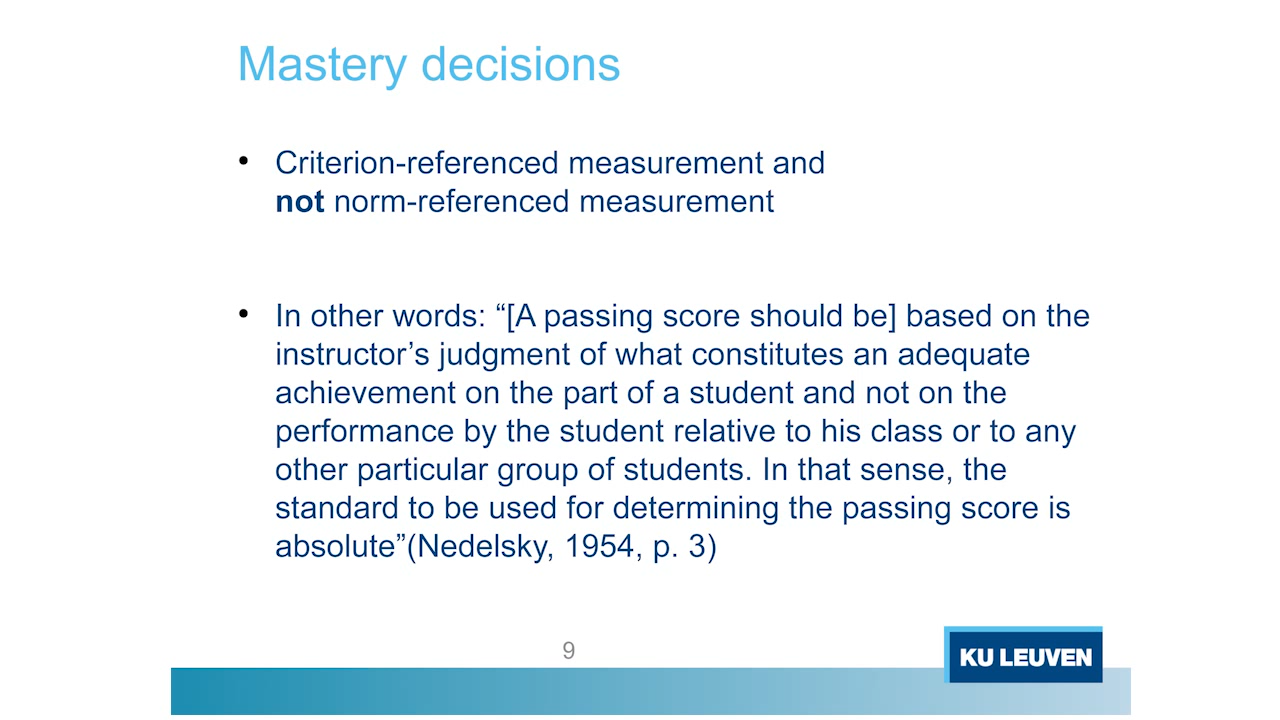 Mastery decisions
• Criterion-referenced measurement and
not norm-referenced measurement
• In other words: “[A passing score should be] based on the
instructor’s judgment of what constitutes an adequate
achievement on the part of a student and not on the
performance by the student relative to his class or to any
other particular group of students. In that sense, the
standard to be used for determining the passing score is
absolute”(Nedelsky, 1954, p. 3)
9
KU LEUVEN